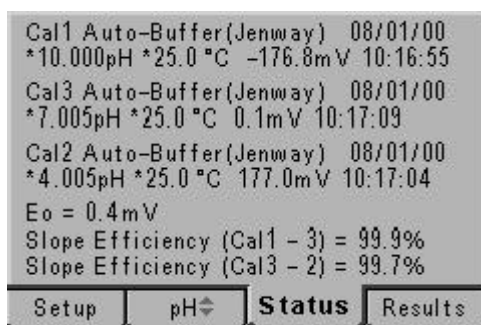 Cal1 Auto-Buffer(Jenway) 08/01/00
*10.000pH *25.0 °C -176.8mV 10:16:55
Cal3 Auto-Buffer(Jenway) 08/01/00
*7.005pH *25.0 °C 0.1mV 10:17:09
Cal2 Auto-Buffer(Jenway) 08/01/00
*4.005pH *25.0 °C 177.0mV 10:17:04
Eo = 0.4mV
Slope Efficiency (Cal1 - 3) = 99.9%
Slope Efficiency (Cal3 - 2) = 99.7%
Setup pH Status Results